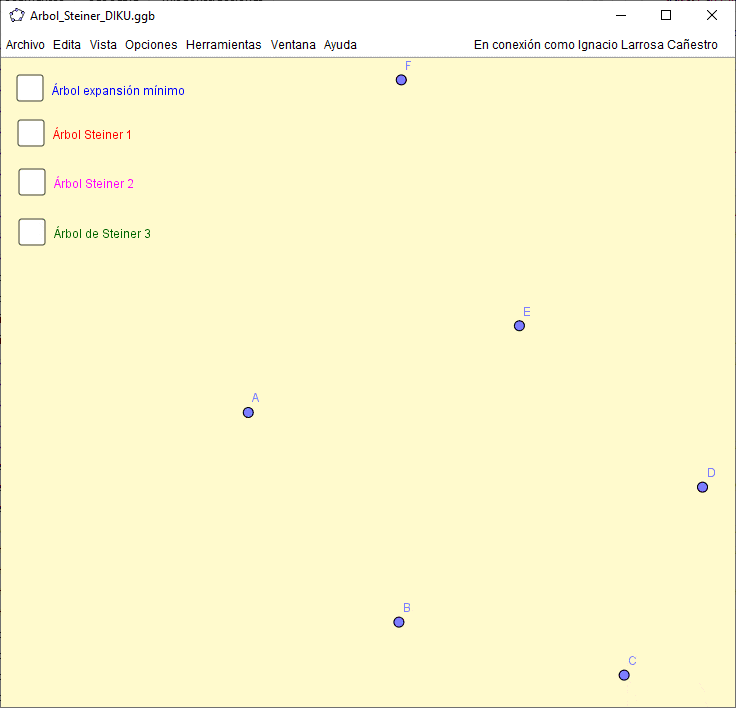 Arbol_Steiner_DIKU.ggb
Archivo Edita Vista Opciones Herramientas Ventana Ayuda En conexión como Ignacio Larrosa Cañestro
F
Árbol expansión mínimo
Árbol Steiner 1
Árbol Steiner 2
Árbol de Steiner 3
E
A
D
B
C